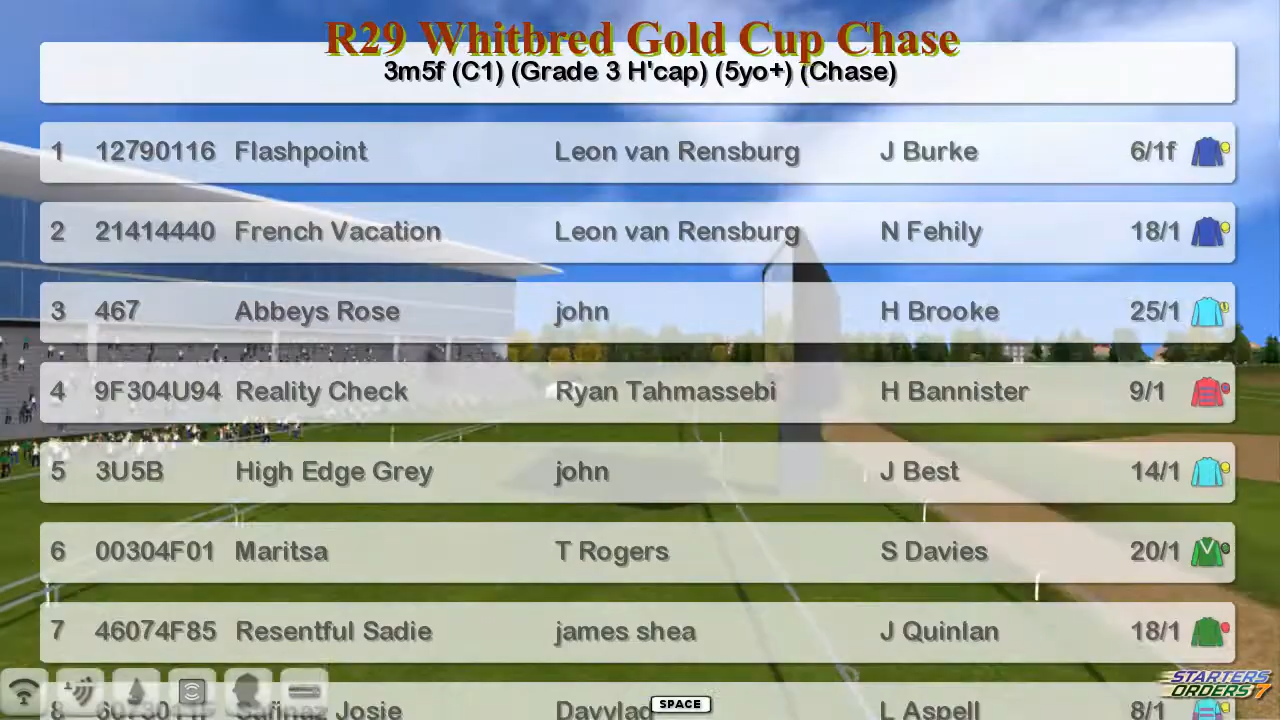 R29 Whitbred Gold Cup Chase
3m5f (C1) (Grade 3 H'cap) (5yo+) (Chase)
1 12790116 Flashpoint Leon van Rensburg J Burke 6/1f
2 21414440 French Vacation Leon van Rensburg N Fehily 18/1
3 467 Abbeys Rose john H Brooke 25/1
4 9F304U94 Reality Check Ryan Tahmassebi H Bannister 9/1
5 3U5B High Edge Grey john J Best 14/1
6 00304F01 Maritsa T Rogers S Davies 20/1
7 46074F85 Resentful Sadie james shea J Quinlan 18/1
8 Safinaz Josie Davylad L Aspell 8/1
SPACE
STARTERS
ORDERS 7